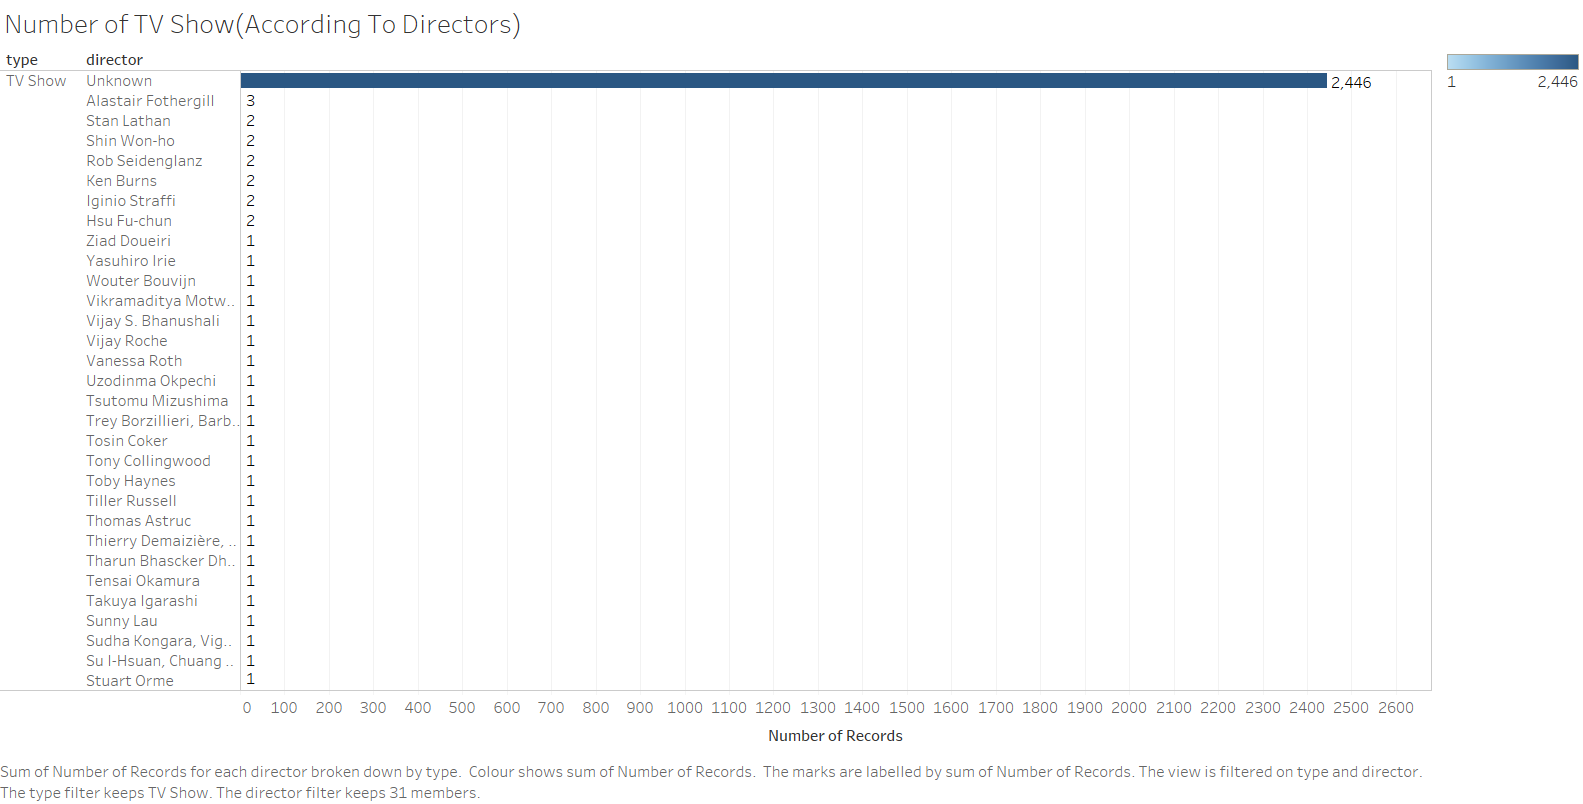 Number of TV Show(According To Directors)
type director
TV Show Unknown 2,446
Alastair Fothergill 3
Stan Lathan 2
Shin Won-ho 2
Rob Seidenglanz 2
Ken Burns 2
Iginio Straffi 2
Hsu Fu-chun 2
Ziad Doueiri 1
Yasuhiro Irie 1
Wouter Bouvijn 1
Vikramaditya Motw.. 1
Vijay S. Bhanushali 1
Vijay Roche 1
Vanessa Roth 1
Uzodinma Okpechi 1
Tsutomu Mizushima 1
Trey Borzillieri, Barb.. 1
Tosin Coker 1
Tony Collingwood 1
Toby Haynes 1
Tiller Russell 1
Thomas Astruc 1
Thierry Demaizière, .. 1
Tharun Bhascker Dh.. 1
Tensai Okamura 1
Takuya Igarashi 1
Sunny Lau 1
Sudha Kongara, Vig.. 1
Su I-Hsuan, Chuang .. 1
Stuart Orme 1
0 100 200 300 400 500 600 700 800 900 1000 1100 1200 1300 1400 1500 1600 1700 1800 1900 2000 2100 2200 2300 2400 2500 2600
Number of Records
1 2,446
Sum of Number of Records for each director broken down by type. Colour shows sum of Number of Records. The marks are labelled by sum of Number of Records. The view is filtered on type and director.
The type filter keeps TV Show. The director filter keeps 31 members.